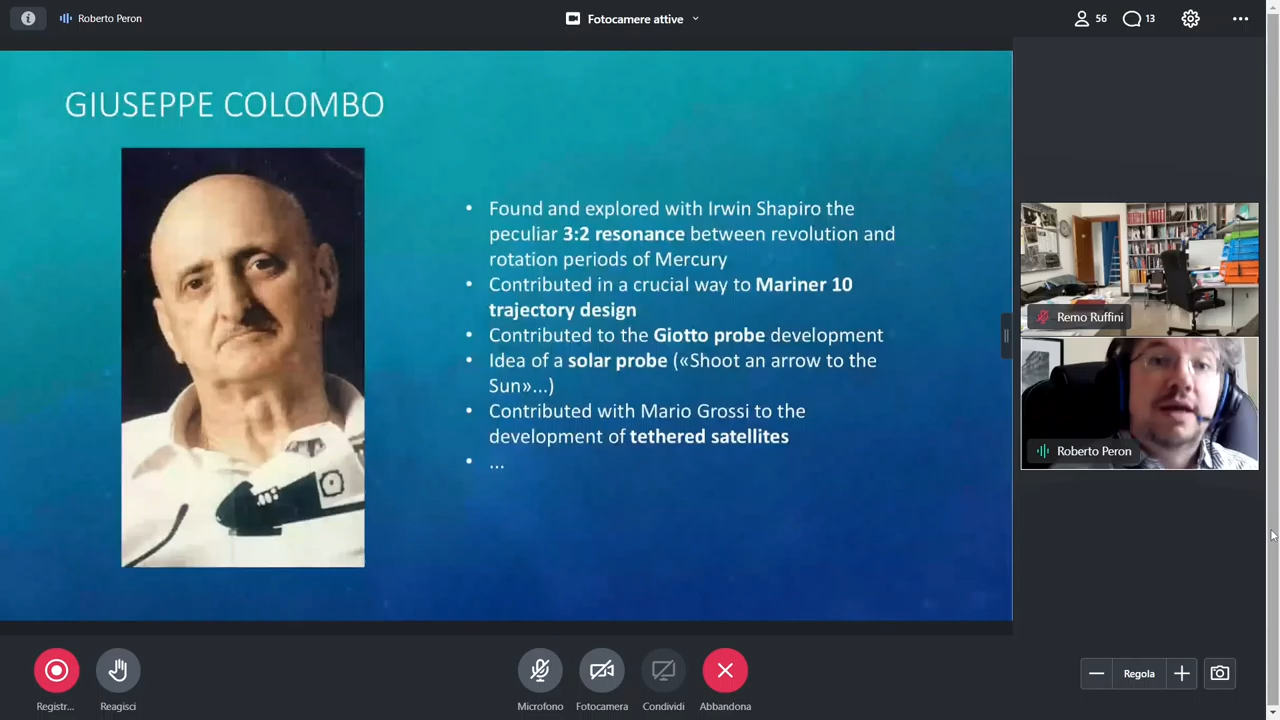 Roberto Peron
Fotocamere attive
56
13
GIUSEPPE COLOMBO
• Found and explored with Irwin Shapiro the
peculiar 3:2 resonance between revolution and
rotation periods of Mercury
• Contributed in a crucial way to Mariner 10
trajectory design
• Contributed to the Giotto probe development
• Idea of a solar probe («Shoot an arrow to the
Sun»...)
• Contributed with Mario Grossi to the
development of tethered satellites
• ...
Remo Ruffini
Roberto Peron
Registr...
Reagisci
Microfono
Fotocamera
Condividi
Abbandona
Regola